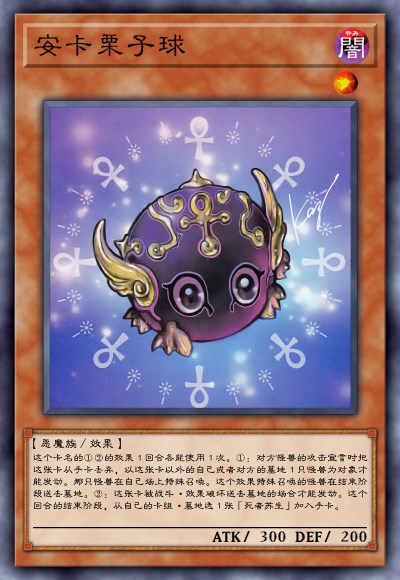 安卡栗子球
やみ
闇
Kazy
【恶魔族／效果】
这个卡名的①②的效果1回合各能使用1次。①：对方怪兽的攻击宣言时把
这张卡从手卡丢弃，以这张卡以外的自己或者对方的墓地1只怪兽为对象才
能发动。那只怪兽在自己场上特殊召唤。这个效果特殊召唤的怪兽在结束阶
段送去墓地。②：这张卡被战斗·效果破坏送去墓地的场合才能发动。这个
回合的结束阶段，从自己的卡组·墓地选1张「死者苏生」加入手卡。
ATK/ 300 DEF/ 200